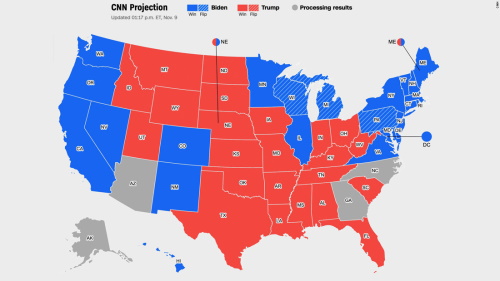 CNN Projection
Updated 01:17 p.m. ET, Nov. 9
Biden
Win Flip
Trump
Win Flip
Processing results
CNN
NE
ME
WA
OR
CA
NV
ID
MT
WY
UT
AZ
CO
NM
ND
SD
NE
KS
OK
TX
MN
IA
MO
AR
LA
WI
IL
MI
IN
OH
KY
TN
MS
AL
GA
FL
SC
NC
VA
WV
PA
NY
VT
NH
ME
MA
CT
RI
NJ
DE
MD
DC
AK
HI